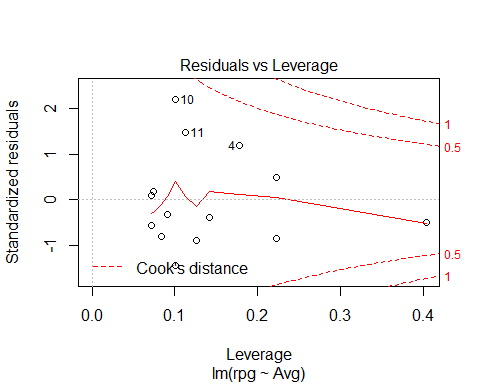 Residuals vs Leverage
Standardized residuals
2
1
0
-1
10
11
4
1
0.5
0.5
1
Cook's distance
0.0 0.1 0.2 0.3 0.4
Leverage
lm(rpg ~ Avg)